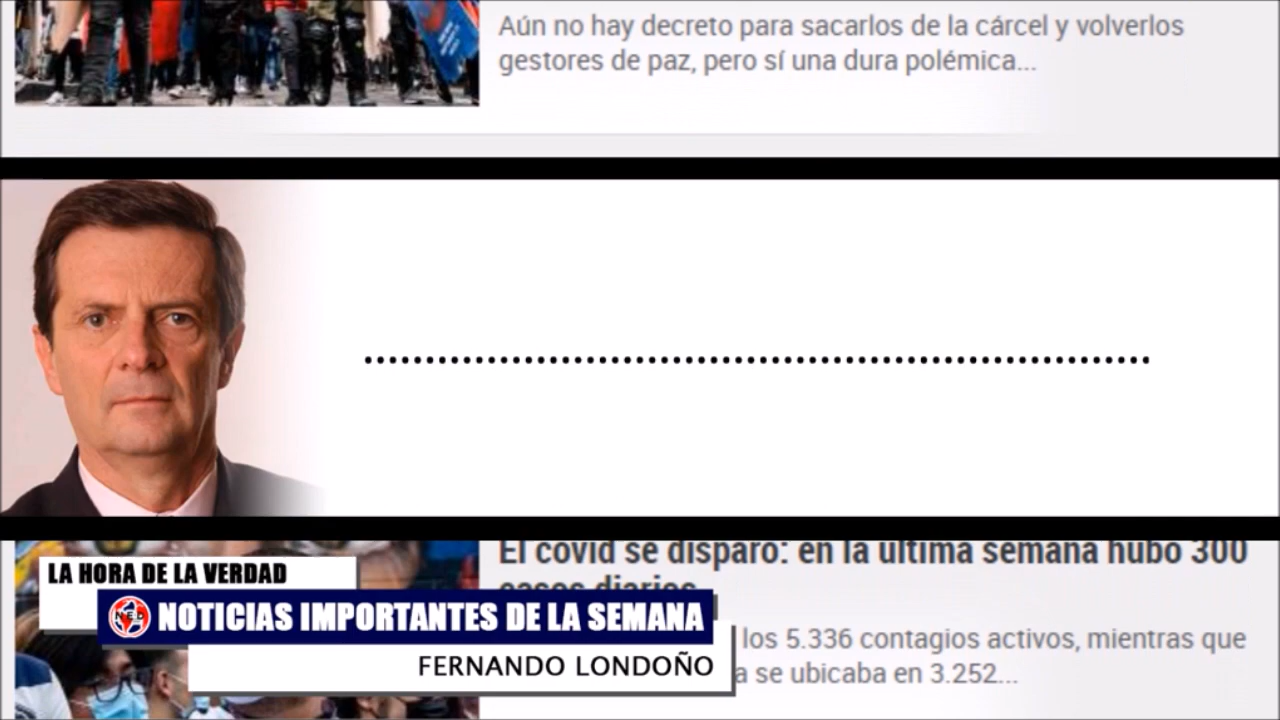 Aún no hay decreto para sacarlos de la cárcel y volverlos
gestores de paz, pero sí una dura polémica...
El covid se disparó: en la última semana hubo 300
casos diarios
LA HORA DE LA VERDAD
NOTICIAS IMPORTANTES DE LA SEMANA
los 5.336 contagios activos, mientras que
FERNANDO LONDOÑO
a se ubicaba en 3.252...